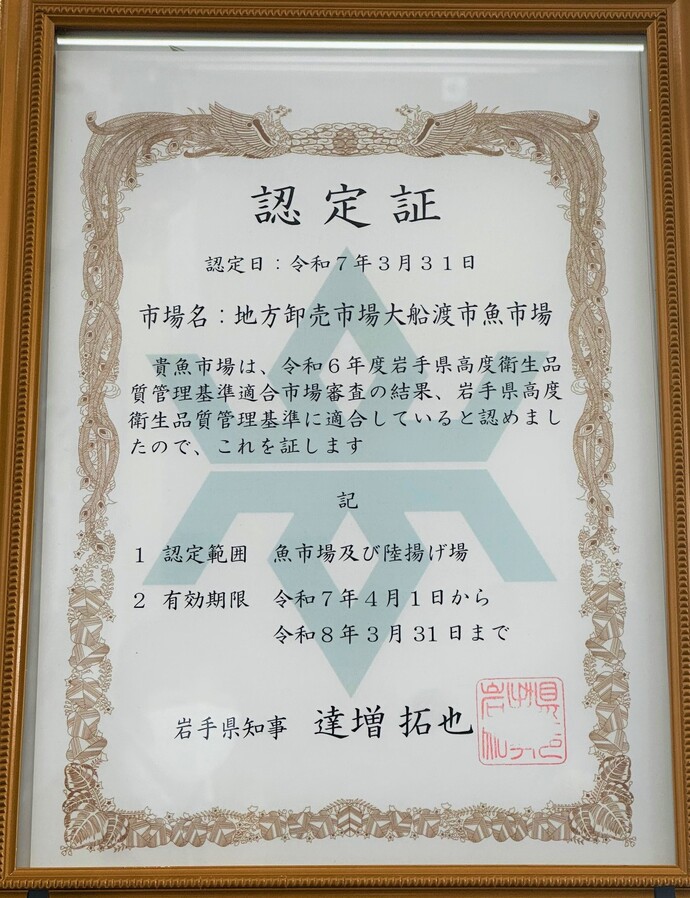 認定証
認定日：令和７年３月３１日
市場名：地方卸売市場大船渡市魚市場
貴魚市場は、令和６年度岩手県高度衛生品
質管理基準適合市場審査の結果、岩手県高度
衛生品質管理基準に適合していると認めまし
たので、これを証します
記
１ 認定範囲 魚市場及び陸揚げ場
２ 有効期限 令和７年４月１日から
令和８年３月31日まで
岩手県知事 達増 拓也